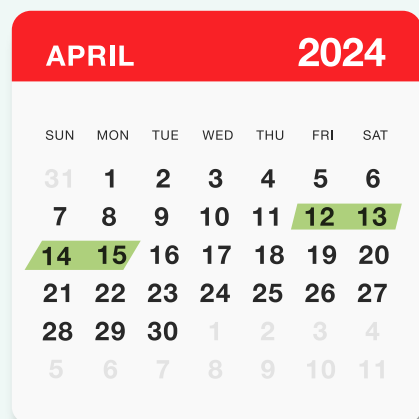 APRIL 2024
SUN MON TUE WED THU FRI SAT
31 1 2 3 4 5 6
7 8 9 10 11 12 13
14 15 16 17 18 19 20
21 22 23 24 25 26 27
28 29 30 1 2 3 4
5 6 7 8 9 10 11